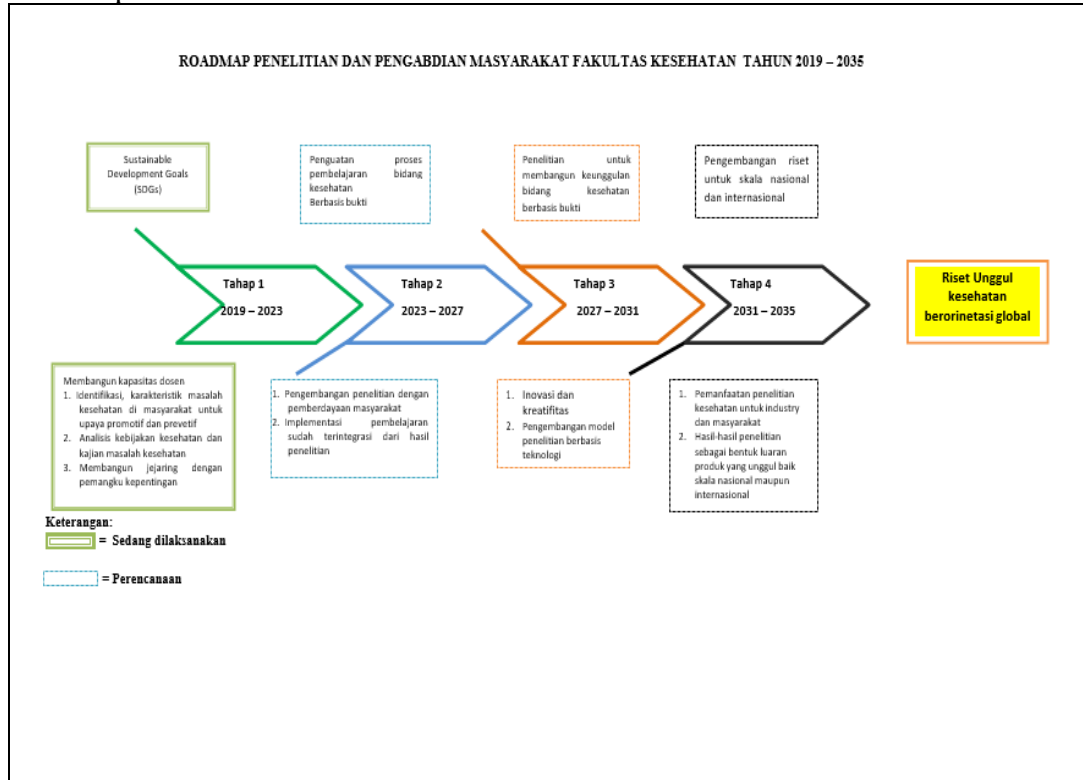 ROADMAP PENELITIAN DAN PENGABDIAN MASYARAKAT FAKULTAS KESEHATAN TAHUN 2019 – 2035
Sustainable
Development Goals
(SDGs)
Penguatan proses
pembelajaran bidang
kesehatan
Berbasis bukti
Penelitian untuk
membangun keunggulan
bidang kesehatan
berbasis bukti
Pengembangan riset
untuk skala nasional
dan internasional
Tahap 1
2019 – 2023
Tahap 2
2023 – 2027
Tahap 3
2027 – 2031
Tahap 4
2031 – 2035
Riset Unggul
kesehatan
berorinetasi global
Membangun kapasitas dosen
1. Identifikasi, karakteristik masalah
kesehatan di masyarakat untuk
upaya promotif dan prevetif
2. Analisis kebijakan kesehatan dan
kajian masalah kesehatan
3. Membangun jejaring dengan
pemangku kepentingan
1. Pengembangan penelitian dengan
pemberdayaan masyarakat
2. Implementasi pembelajaran
sudah terintegrasi dari hasil
penelitian
1. Inovasi dan
kreatifitas
2. Pengembangan model
penelitian berbasis
teknologi
1. Pemanfaatan penelitian
kesehatan untuk industry
dan masyarakat
2. Hasil-hasil penelitian
sebagai bentuk luaran
produk yang unggul baik
skala nasional maupun
internasional
Keterangan:
= Sedang dilaksanakan
= Perencanaan